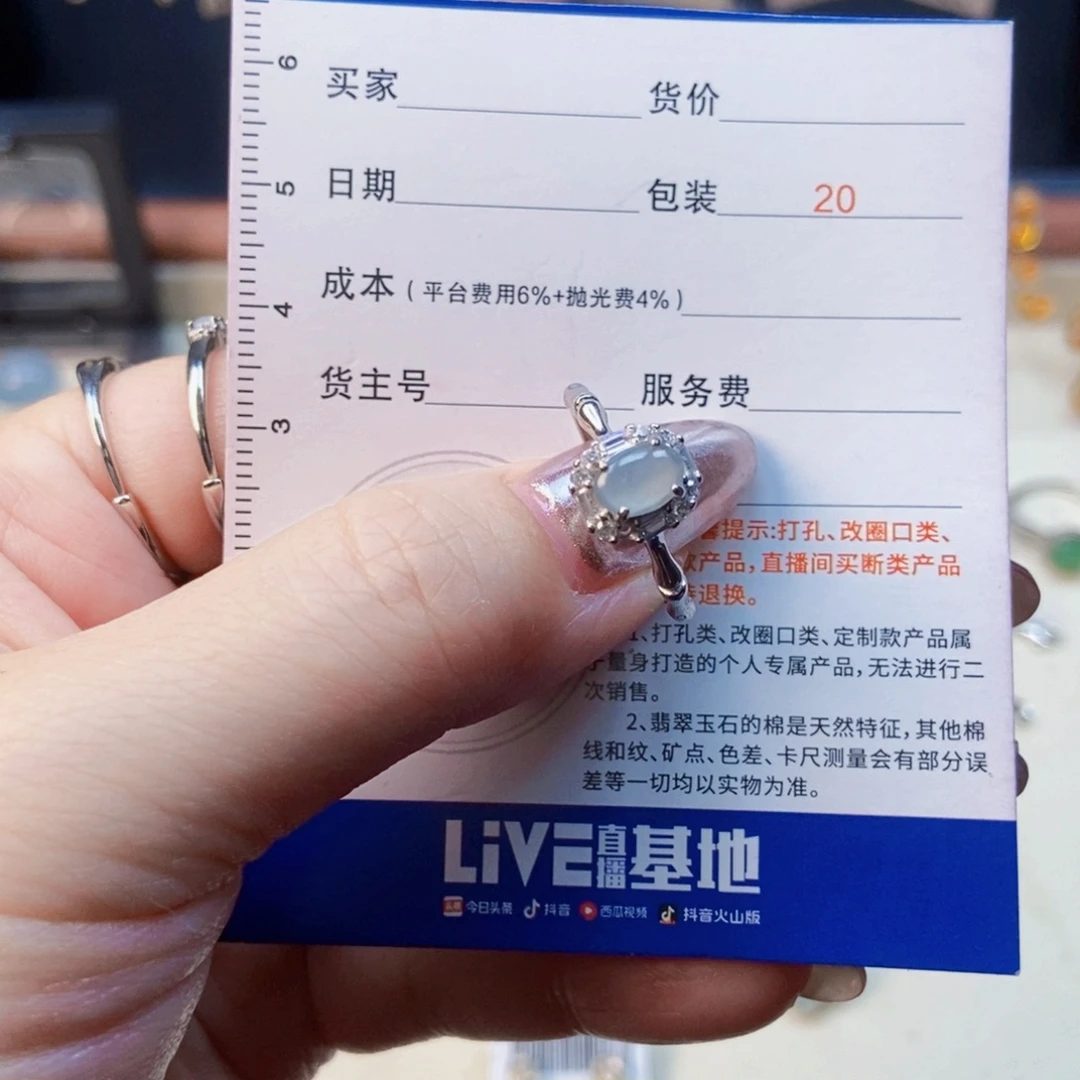 6
买家 货价
5
日期 包装 20
4
成本(平台费用6%+抛光费4%)
货主号 服务费
3
提示:打孔、改圈口类、
产品,直播间买断类产品
退换。
1、打孔类、改圈口类、定制款产品属
于量身打造的个人专属产品,无法进行二
次销售。
2、翡翠玉石的棉是天然特征,其他棉
线和纹、矿点、色差、卡尺测量会有部分误
差等一切均以实物为准。
LiVE直播基地
头条 今日头条 抖音 西瓜视频 抖音火山版